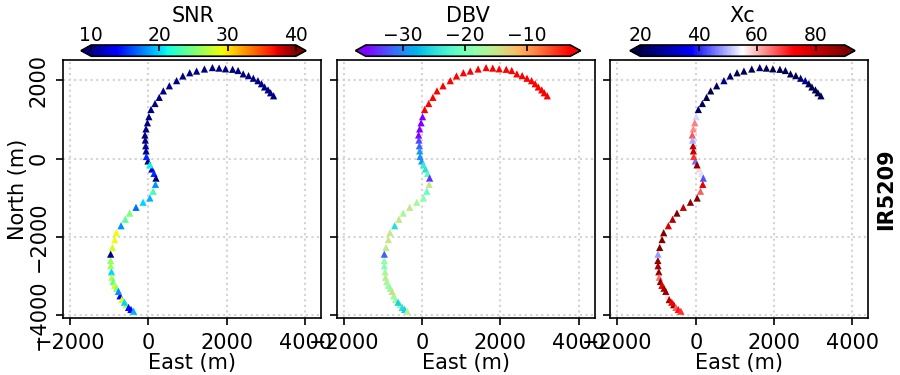 SNR DBV Xc
10 20 30 40 −30 −20 −10 20 40 60 80
2000
0
−2000
−4000
North (m)
−2000 0 2000 4000 −2000 0 2000 4000 −2000 0 2000 4000
East (m) East (m) East (m)
IR5209